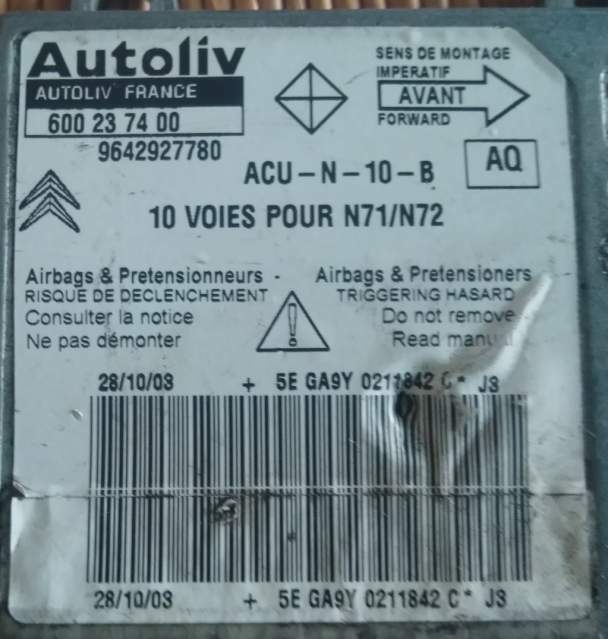 Autoliv
AUTOLIV FRANCE
600 23 74 00
9642927780
SENS DE MONTAGE
IMPERATIF
AVANT
FORWARD
ACU-N-10-B
AQ
10 VOIES POUR N71/N72
Airbags & Pretensionneurs -
RISQUE DE DECLENCHEMENT
Consulter la notice
Ne pas démonter
Airbags & Pretensioners
TRIGGERING HASARD
Do not remove
Read manual
28/10/03 + 5E GA9Y 0211842 C* J3
28/10/03 + 5E GA9Y 0211842 C* J3